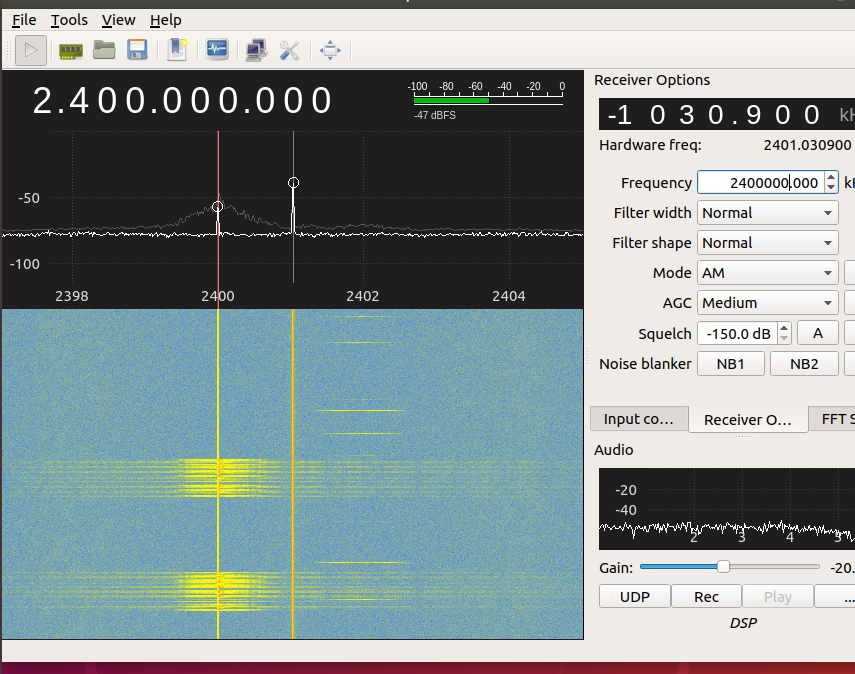 File Tools View Help
2.400.000.000
-100 -80 -60 -40 -20 0
-47 dBFS
-50
-100
2398 2400 2402 2404
Receiver Options
-1 030.900 kH
Hardware freq: 2401.030900
Frequency 2400000.000 kH
Filter width Normal
Filter shape Normal
Mode AM
AGC Medium
Squelch -150.0 dB A
Noise blanker NB1 NB2
Input co... Receiver O... FFT S
Audio
-20
-40
2 3 4 5
Gain: -20.
UDP Rec Play ...
DSP